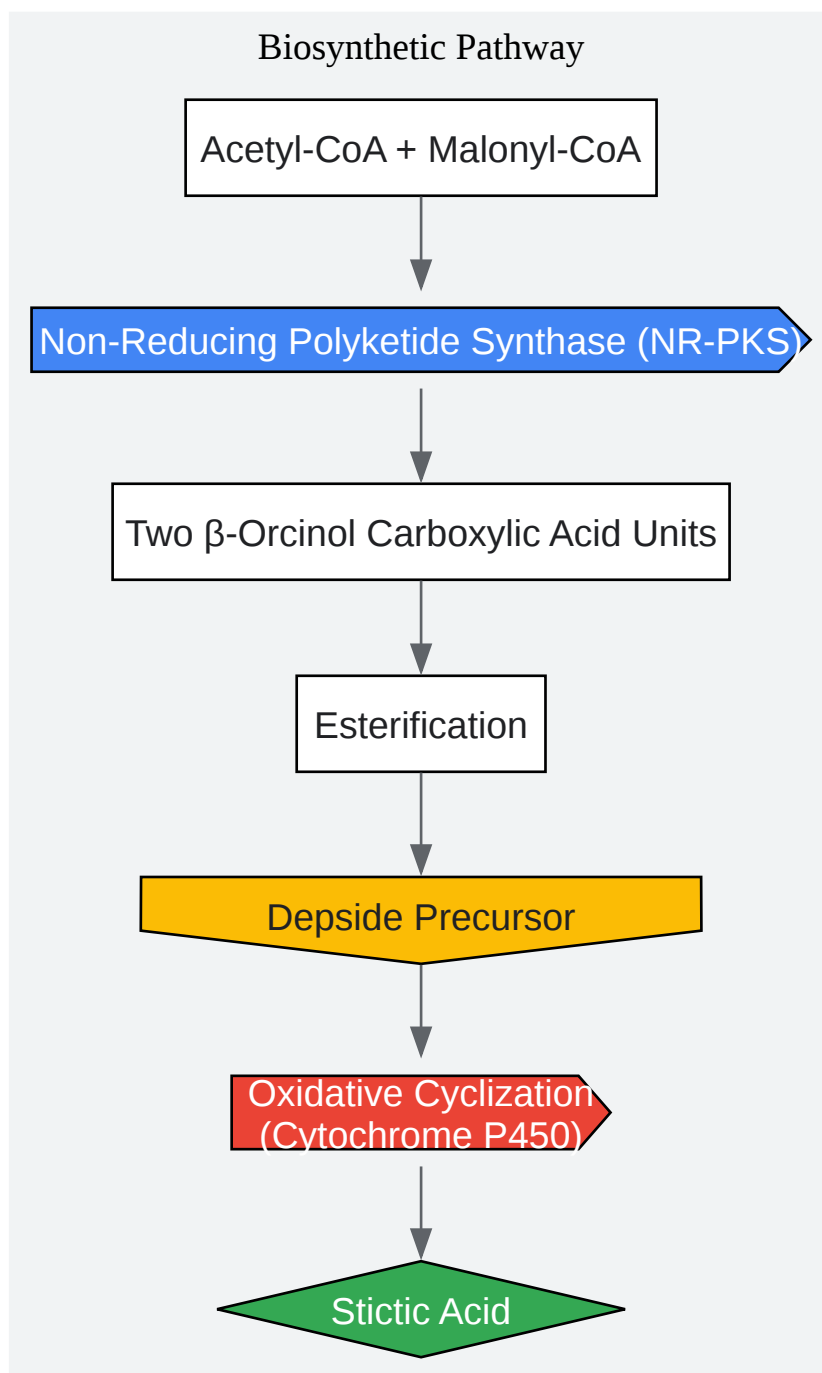 Biosynthetic Pathway
Acetyl-CoA + Malonyl-CoA
Non-Reducing Polyketide Synthase (NR-PKS)
Two β-Orcinol Carboxylic Acid Units
Esterification
Depside Precursor
Oxidative Cyclization
(Cytochrome P450)
Stictic Acid